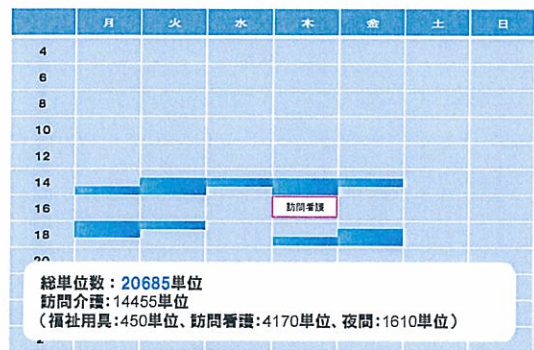 月 火 水 木 金 土 日
4
6
8
10
12
14
16 訪問看護
18
20
総単位数：20685単位
訪問介護：14455単位
（福祉用具：450単位、訪問看護：4170単位、夜間：1610単位）
2